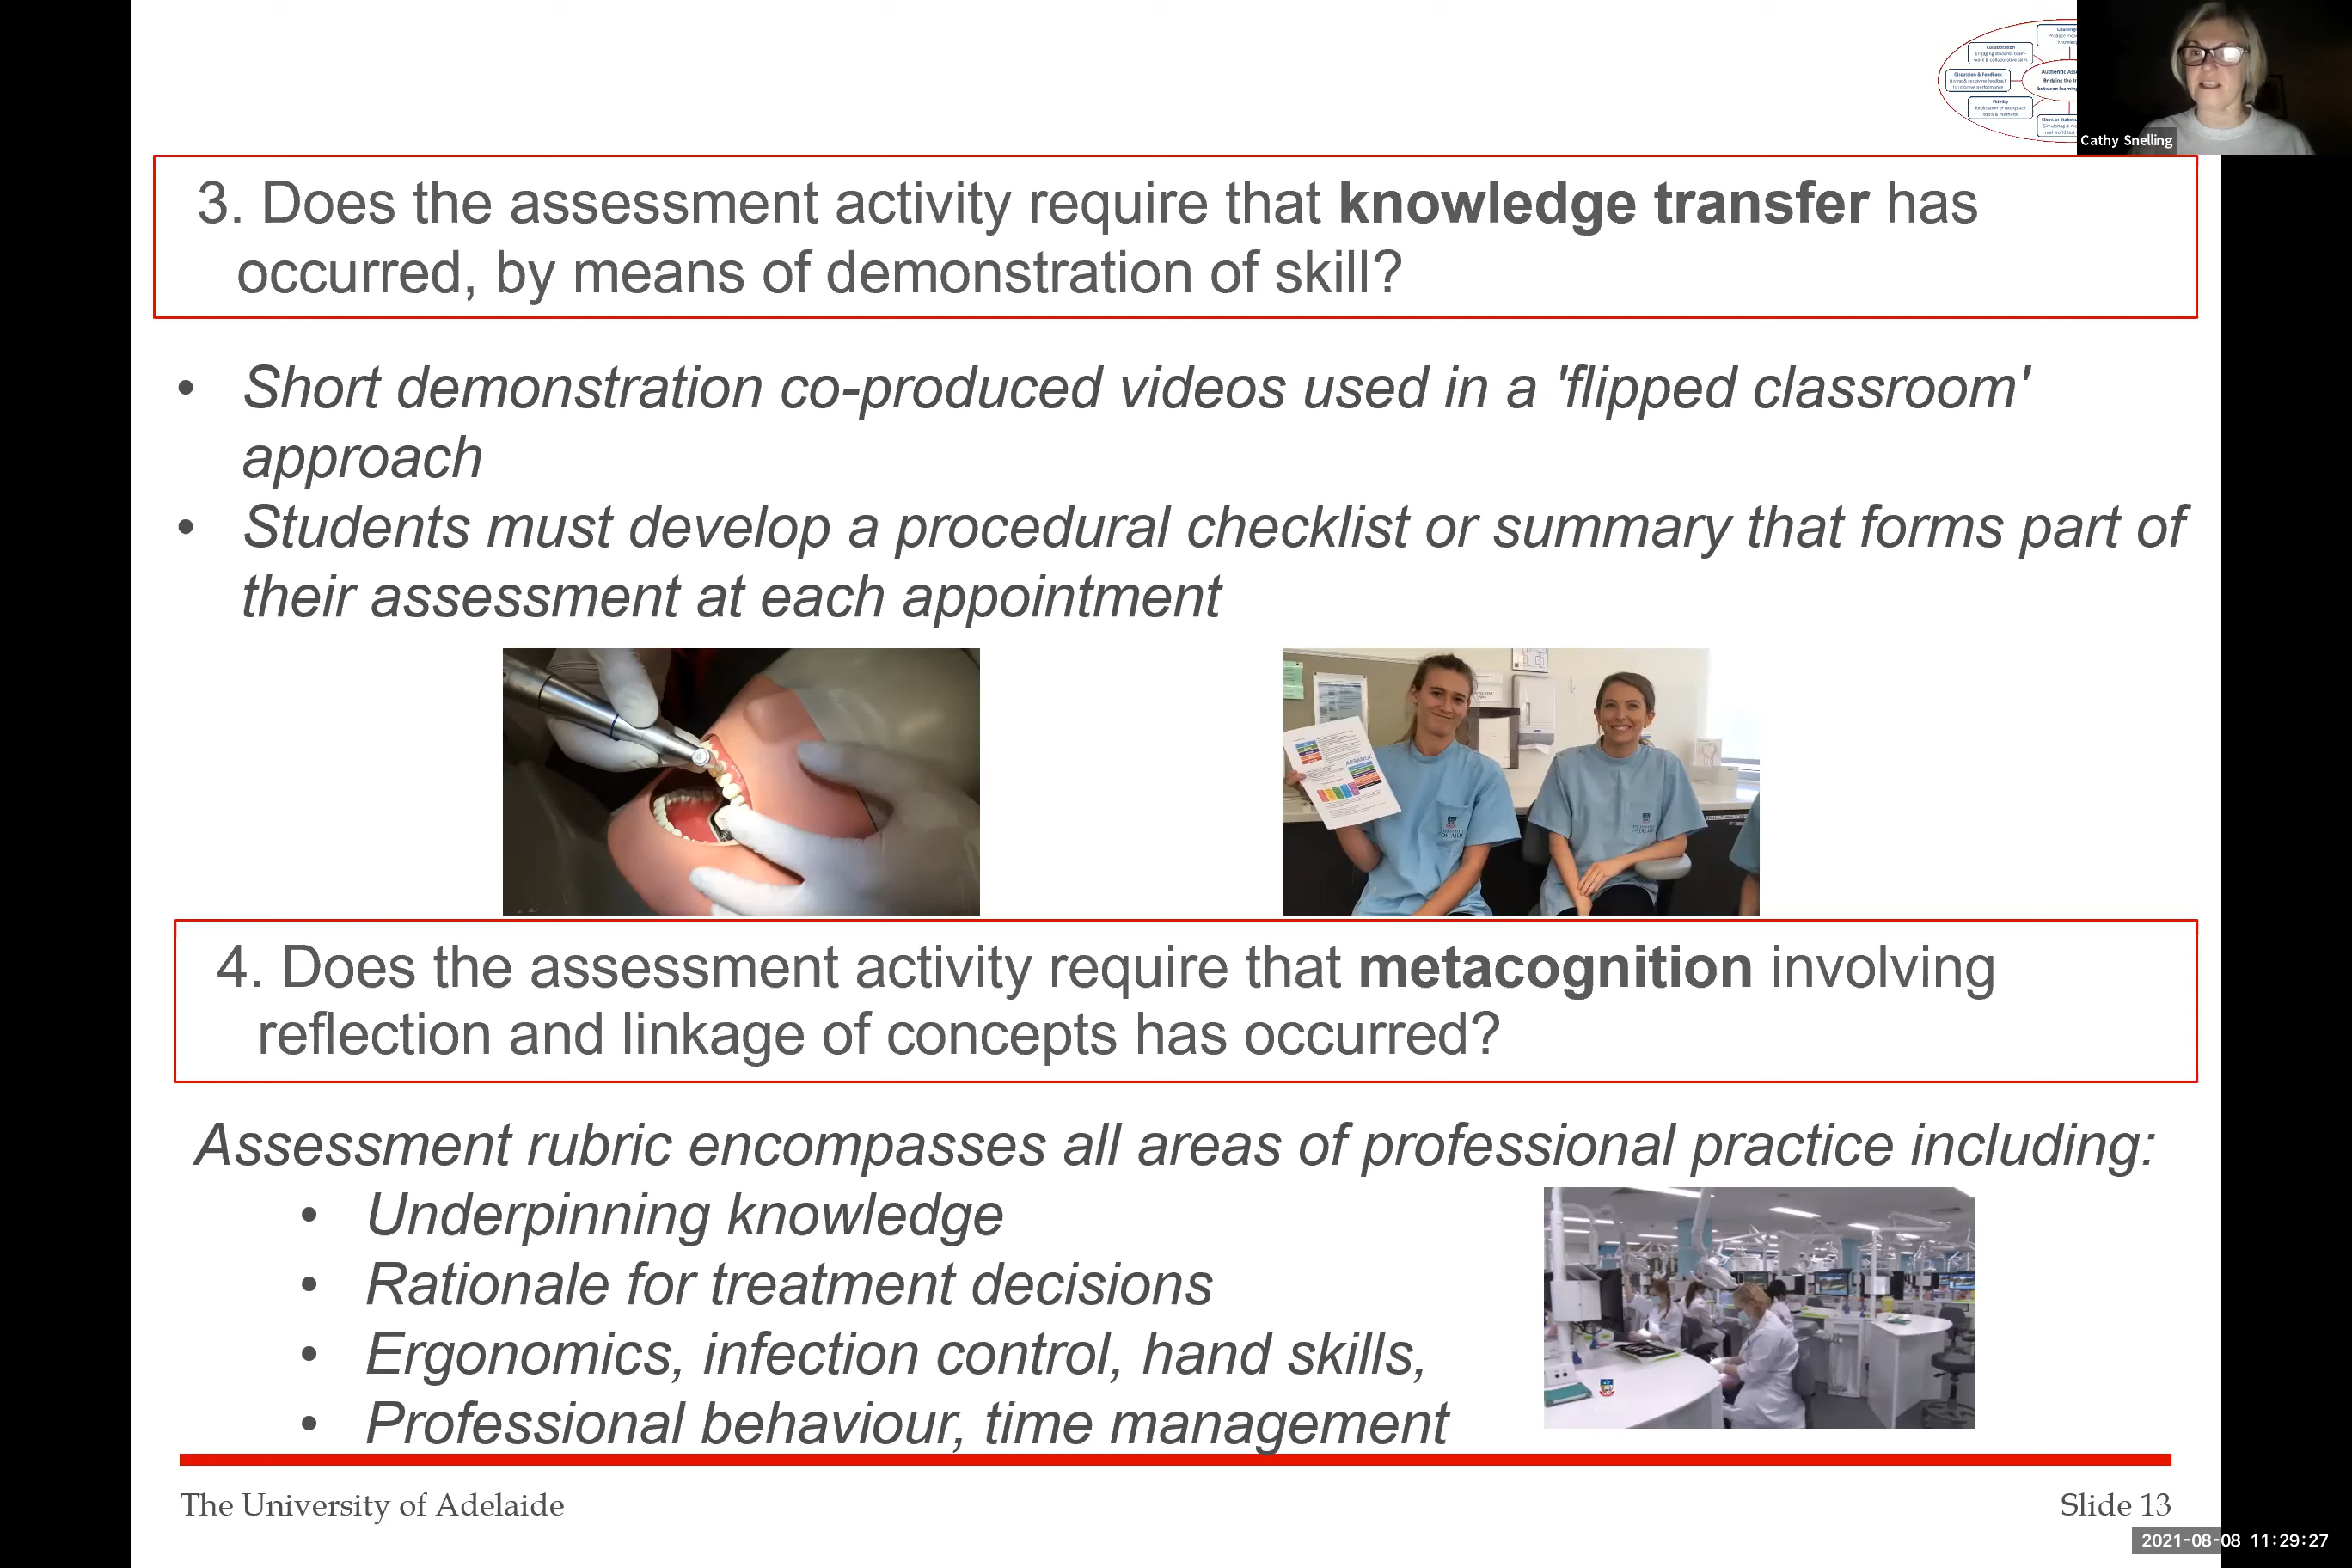 Collaboration
Discussion & Feedback
Fidelity
Cathy Snelling
3. Does the assessment activity require that knowledge transfer has
occurred, by means of demonstration of skill?
• Short demonstration co-produced videos used in a 'flipped classroom'
approach
• Students must develop a procedural checklist or summary that forms part of
their assessment at each appointment
4. Does the assessment activity require that metacognition involving
reflection and linkage of concepts has occurred?
Assessment rubric encompasses all areas of professional practice including:
• Underpinning knowledge
• Rationale for treatment decisions
• Ergonomics, infection control, hand skills,
• Professional behaviour, time management
The University of Adelaide
Slide 13
2021-08-08 11:29:27